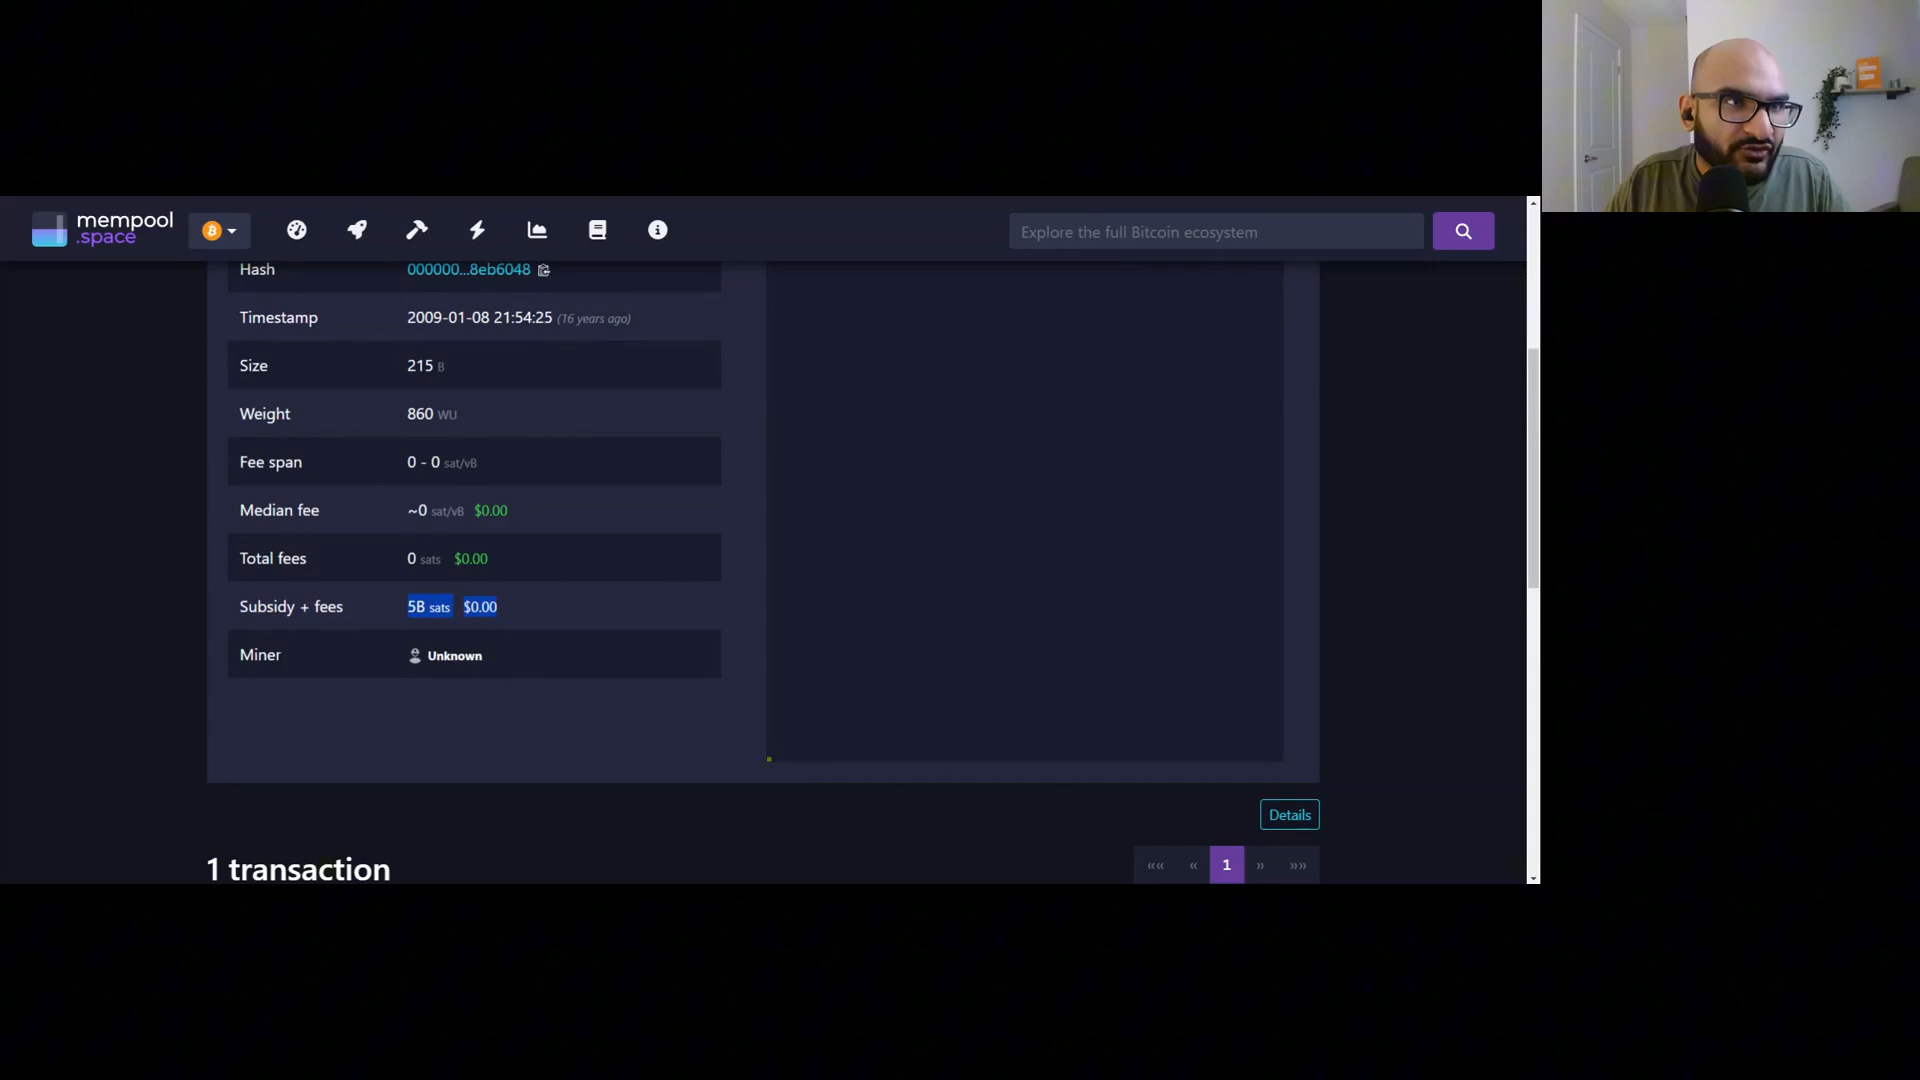 mempool
.space
Explore the full Bitcoin ecosystem
Hash 000000...8eb6048
Timestamp 2009-01-08 21:54:25 (16 years ago)
Size 215 B
Weight 860 WU
Fee span 0 - 0 sat/vB
Median fee ~0 sat/vB $0.00
Total fees 0 sats $0.00
Subsidy + fees 5B sats $0.00
Miner Unknown
Details
1 transaction
«« « 1 » »»